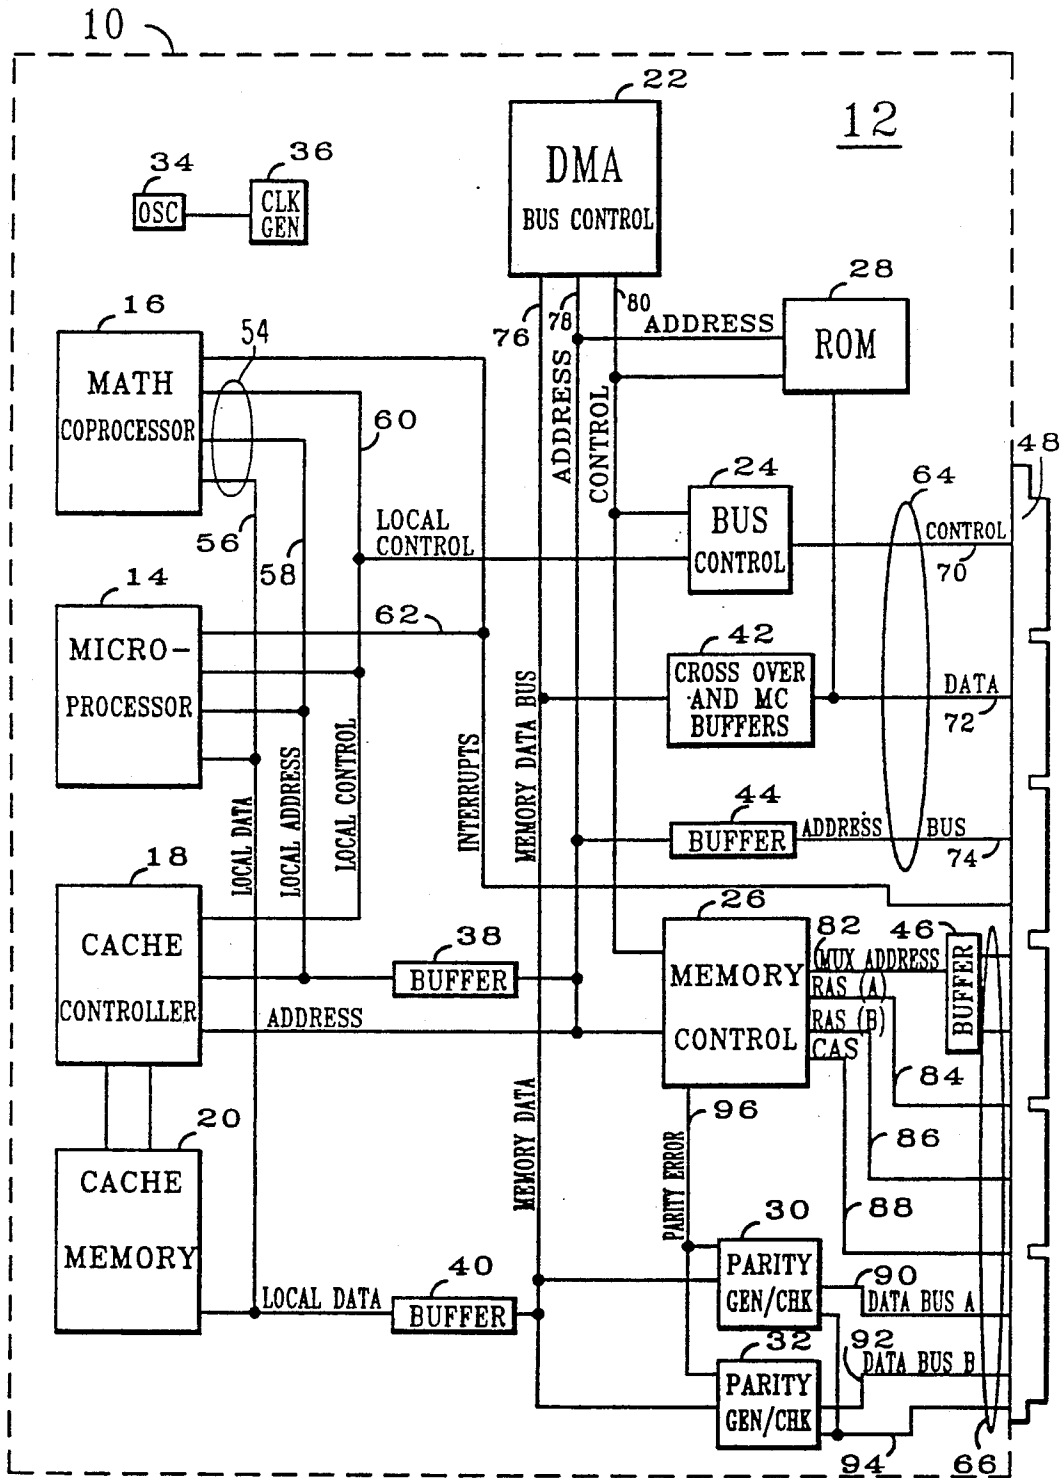 10
22
12
DMA
BUS CONTROL
34
OSC
36
CLK
GEN
76
78
80
28
ADDRESS
ROM
16
MATH
COPROCESSOR
54
60
ADDRESS
CONTROL
48
24
BUS
CONTROL
64
CONTROL
70
LOCAL
CONTROL
56
58
14
MICRO-
PROCESSOR
62
42
CROSS OVER
AND MC
BUFFERS
DATA
72
LOCAL DATA
LOCAL ADDRESS
LOCAL CONTROL
INTERRUPTS
MEMORY DATA BUS
44
BUFFER
ADDRESS BUS
74
18
CACHE
CONTROLLER
38
BUFFER
ADDRESS
26
MEMORY
CONTROL
82
MUX ADDRESS
RAS (A)
RAS (B)
CAS
46
BUFFER
84
86
88
96
PARITY ERROR
MEMORY DATA
20
CACHE
MEMORY
LOCAL DATA
40
BUFFER
30
PARITY
GEN/CHK
90
DATA BUS A
32
PARITY
GEN/CHK
92
DATA BUS B
94
66